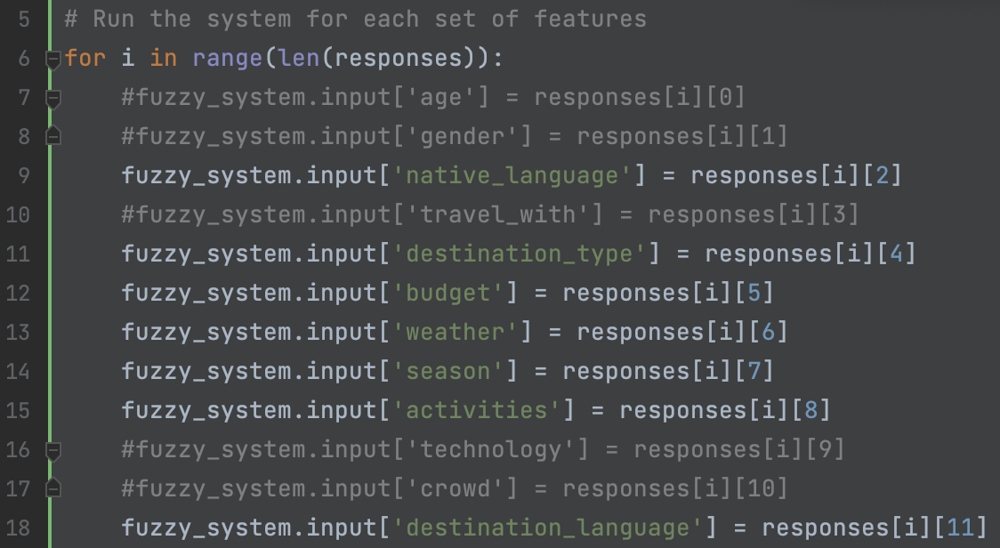 5 # Run the system for each set of features
6 for i in range(len(responses)):
7 #fuzzy_system.input['age'] = responses[i][0]
8 #fuzzy_system.input['gender'] = responses[i][1]
9 fuzzy_system.input['native_language'] = responses[i][2]
10 #fuzzy_system.input['travel_with'] = responses[i][3]
11 fuzzy_system.input['destination_type'] = responses[i][4]
12 fuzzy_system.input['budget'] = responses[i][5]
13 fuzzy_system.input['weather'] = responses[i][6]
14 fuzzy_system.input['season'] = responses[i][7]
15 fuzzy_system.input['activities'] = responses[i][8]
16 #fuzzy_system.input['technology'] = responses[i][9]
17 #fuzzy_system.input['crowd'] = responses[i][10]
18 fuzzy_system.input['destination_language'] = responses[i][11]